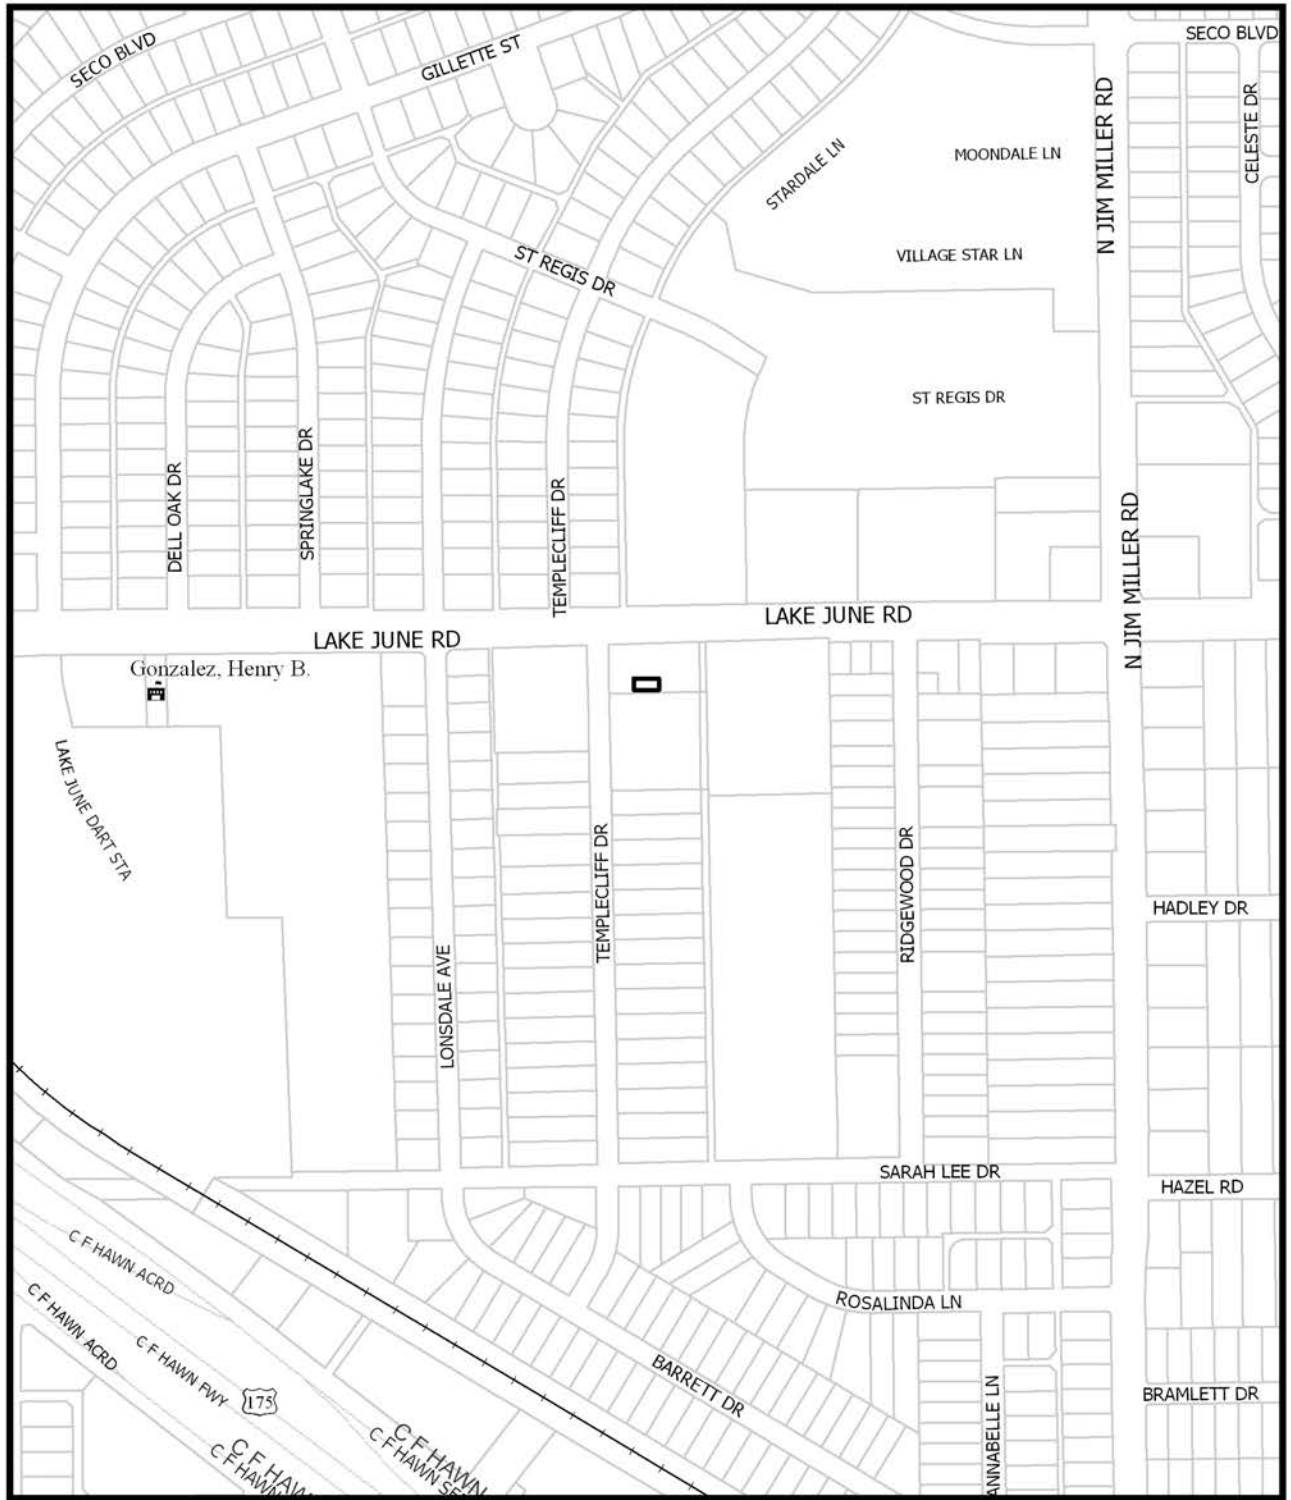 SECO BLVD
SECO BLVD
GILLETTE ST
N JIM MILLER RD
CELESTE DR
STARDALE LN
MOONDALE LN
VILLAGE STAR LN
ST REGIS DR
ST REGIS DR
DELL OAK DR
SPRINGLAKE DR
TEMPLECLIFF DR
N JIM MILLER RD
LAKE JUNE RD
LAKE JUNE RD
Gonzalez, Henry B.
LAKE JUNE DART STA
TEMPLECLIFF DR
RIDGEWOOD DR
HADLEY DR
LONSDALE AVE
SARAH LEE DR
HAZEL RD
C F HAWN ACRD
C F HAWN ACRD
ROSALINDA LN
C F HAWN FWY
175
BARRETT DR
ANNABELLE LN
BRAMLETT DR
C F HAWN
C F HAWN